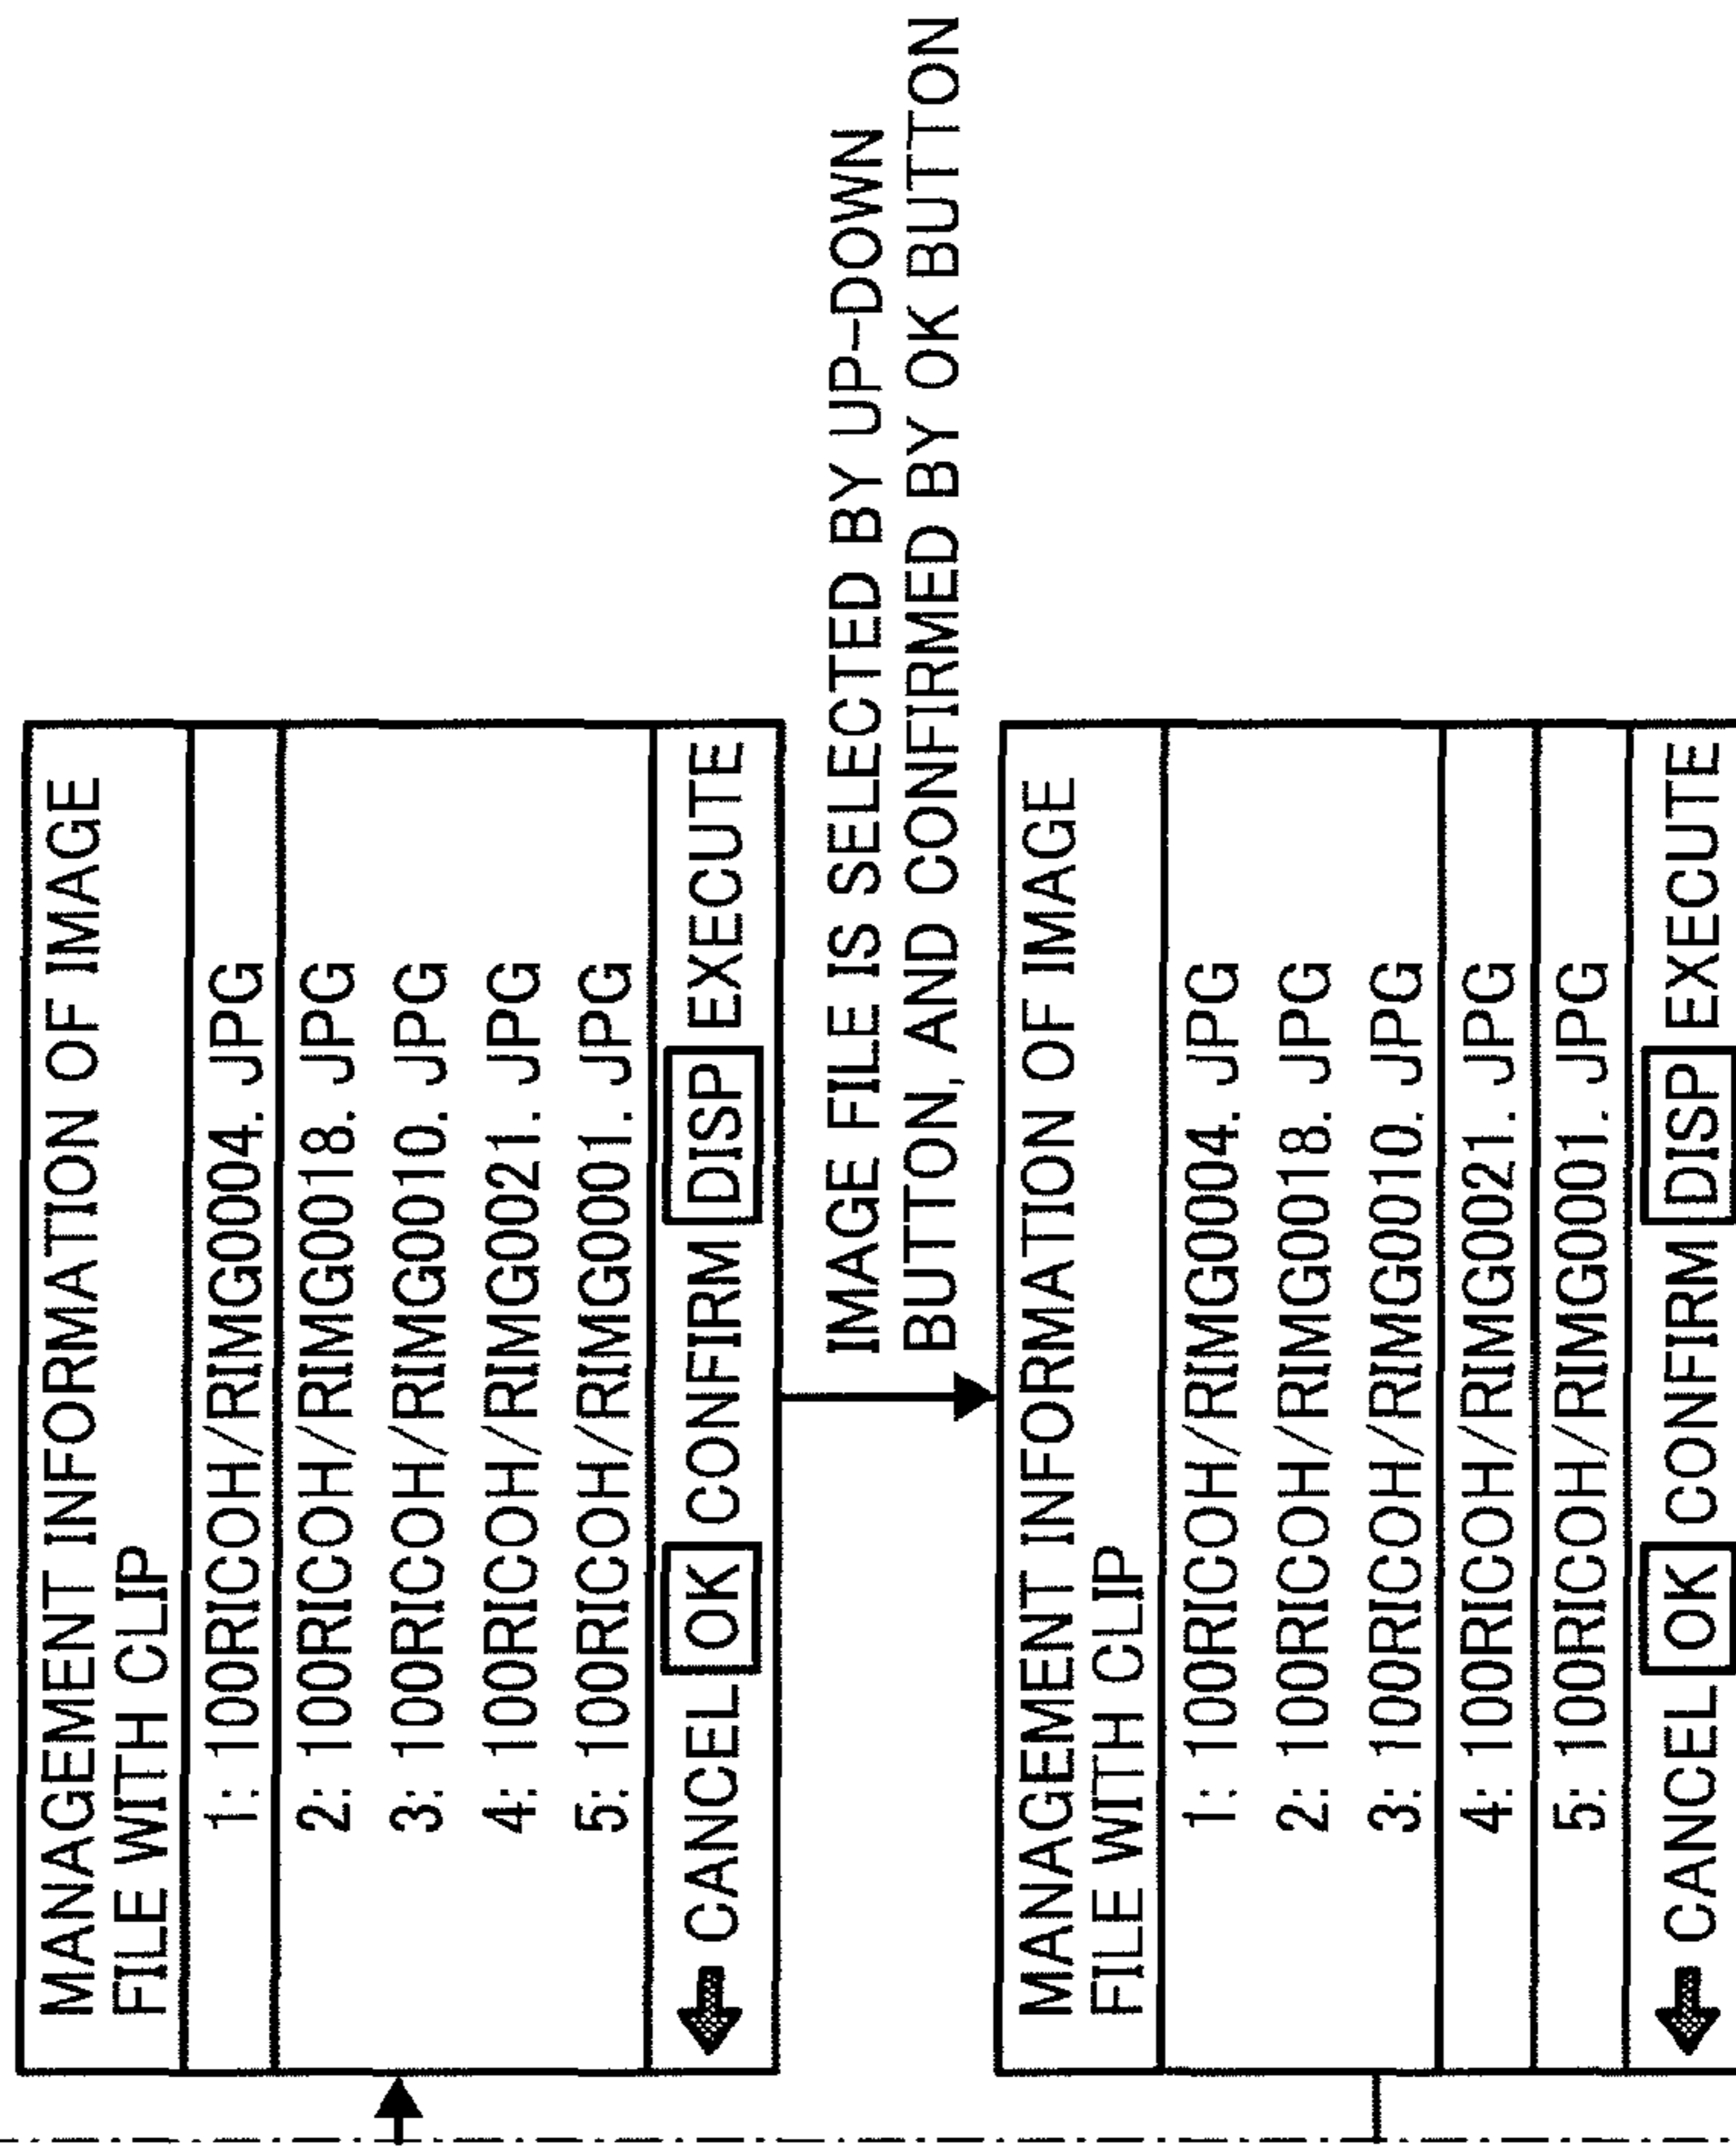 MANAGEMENT INFORMATION OF IMAGE
FILE WITH CLIP
1: 100RICOH/RIMG0004. JPG
2: 100RICOH/RIMG0018. JPG
3: 100RICOH/RIMG0010. JPG
4: 100RICOH/RIMG0021. JPG
5: 100RICOH/RIMG0001. JPG
CANCEL OK CONFIRM DISP EXECUTE
IMAGE FILE IS SELECTED BY UP-DOWN
BUTTON, AND CONFIRMED BY OK BUTTON
MANAGEMENT INFORMATION OF IMAGE
FILE WITH CLIP
1: 100RICOH/RIMG0004. JPG
2: 100RICOH/RIMG0018. JPG
3: 100RICOH/RIMG0010. JPG
4: 100RICOH/RIMG0021. JPG
5: 100RICOH/RIMG0001. JPG
CANCEL OK CONFIRM DISP EXECUTE